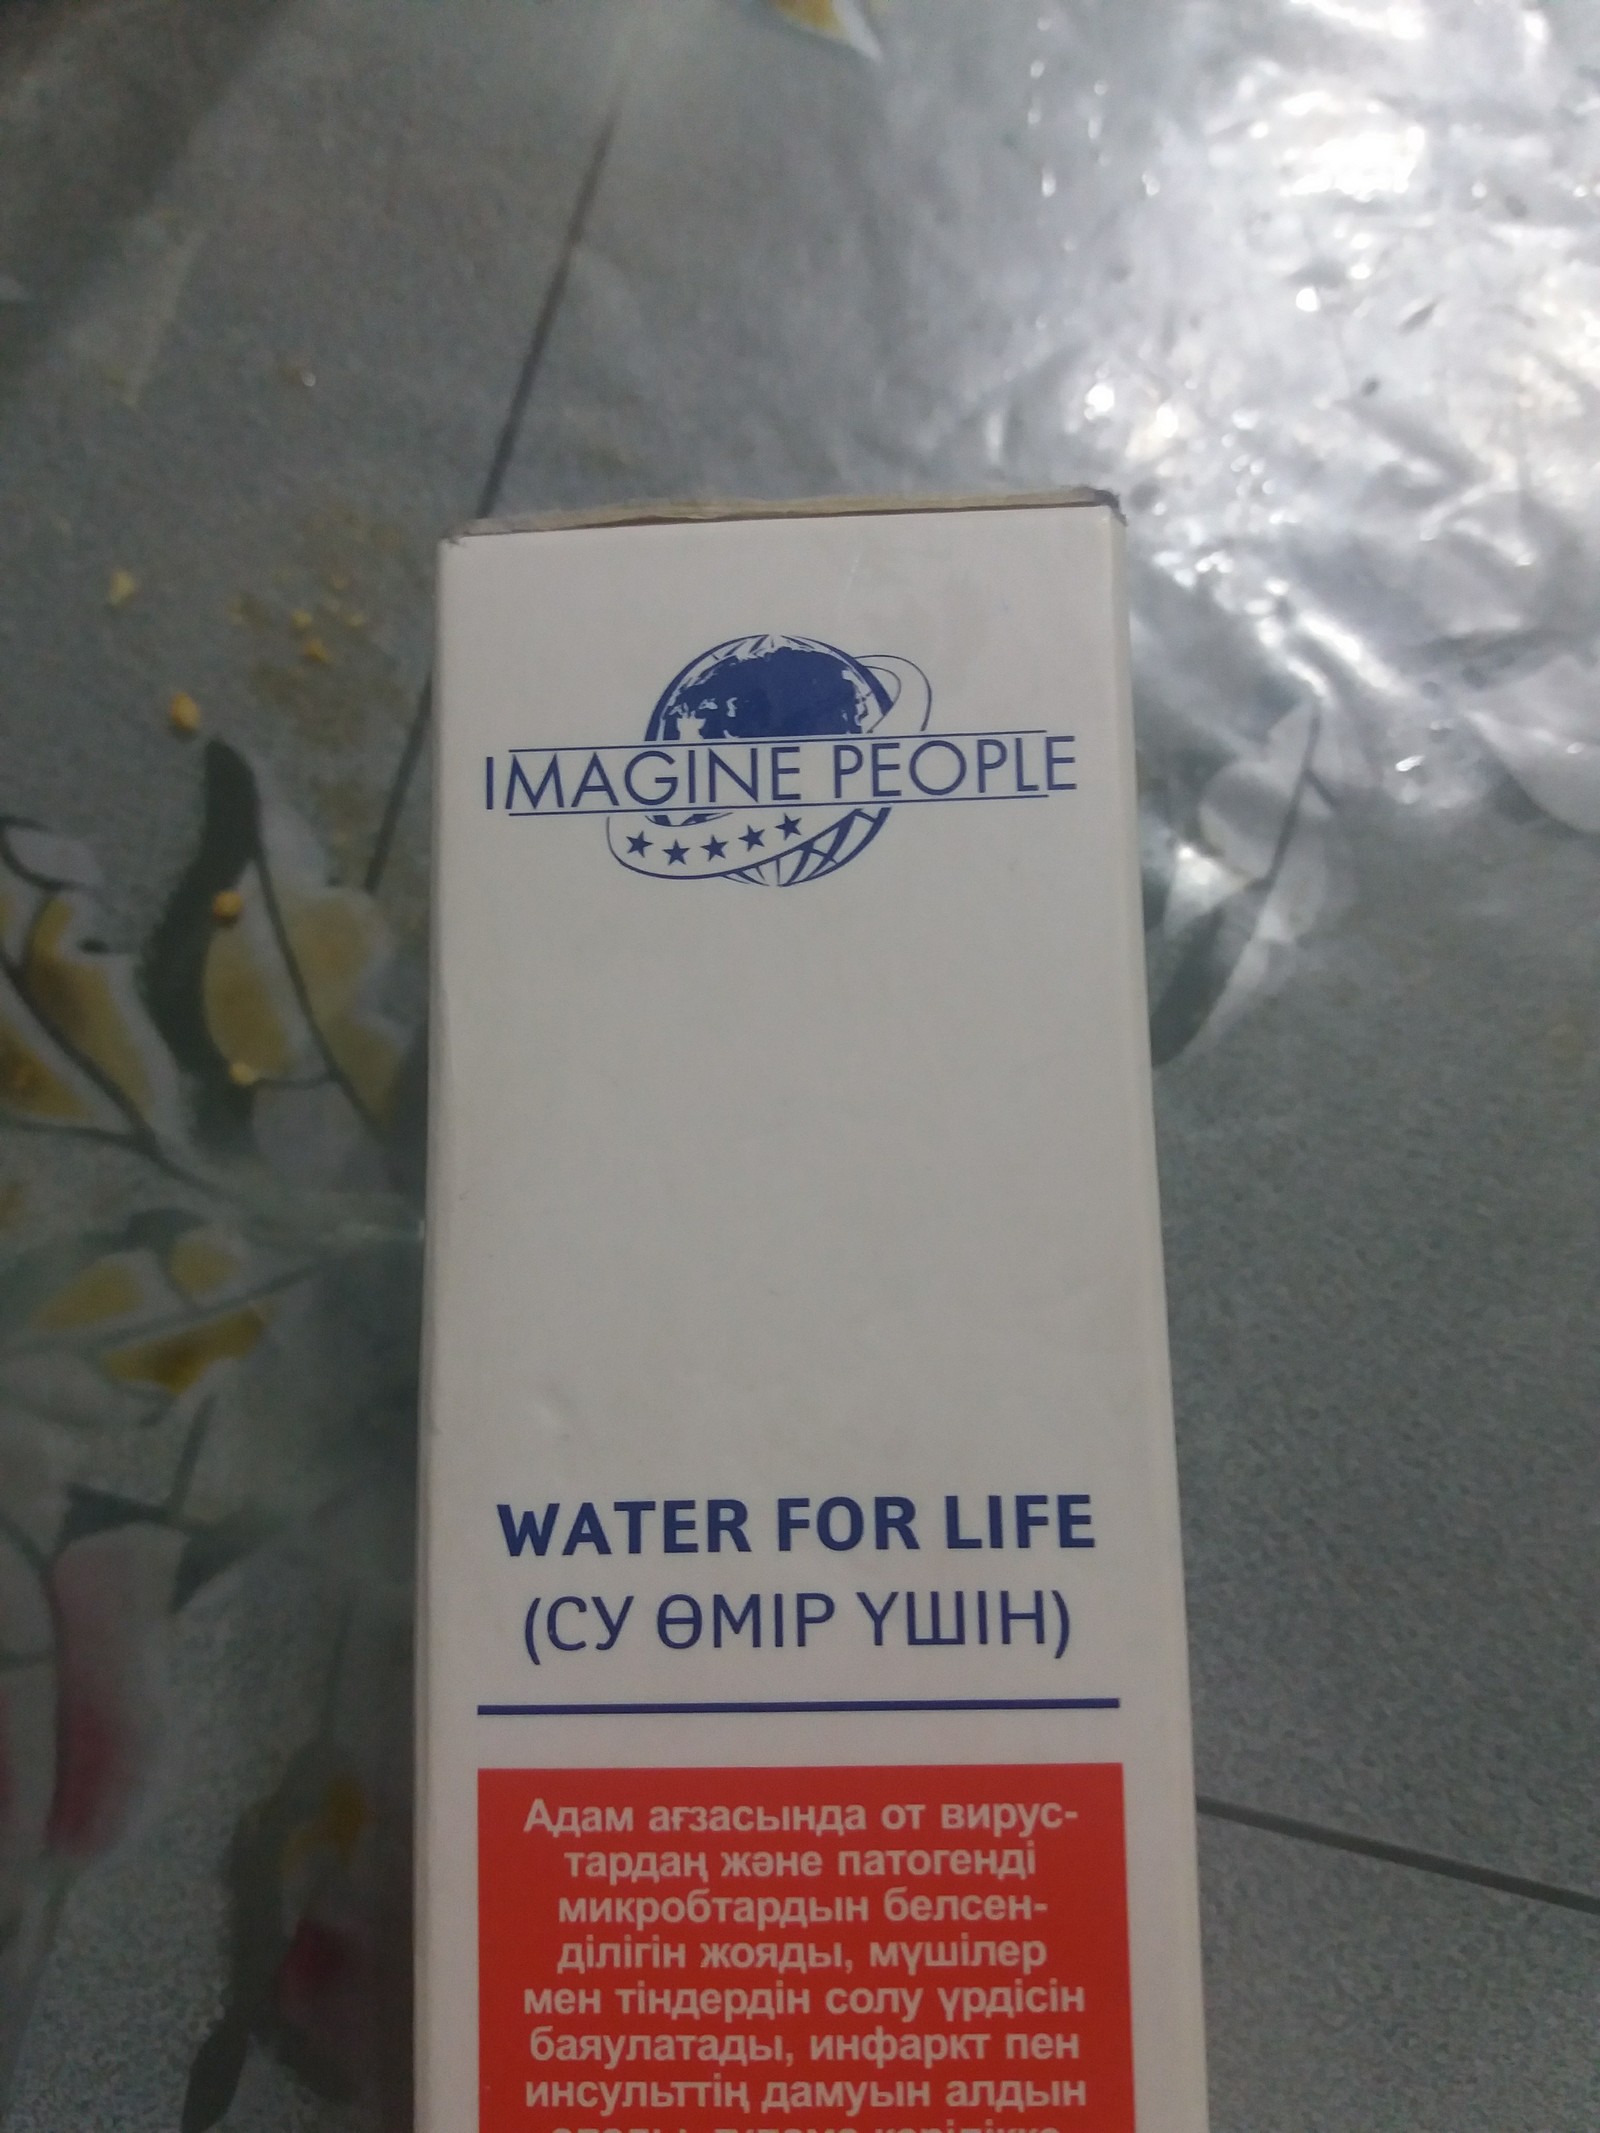 IMAGINE PEOPLE
WATER FOR LIFE
(СУ ӨМІР ҮШІН)
Адам ағзасында от вирус-
тардаң және патогенді
микробтардын белсен-
ділігін жояды, мүшілер
мен тіндердін солу үрдісін
баяулатады, инфаркт пен
инсульттің дамуын алдын